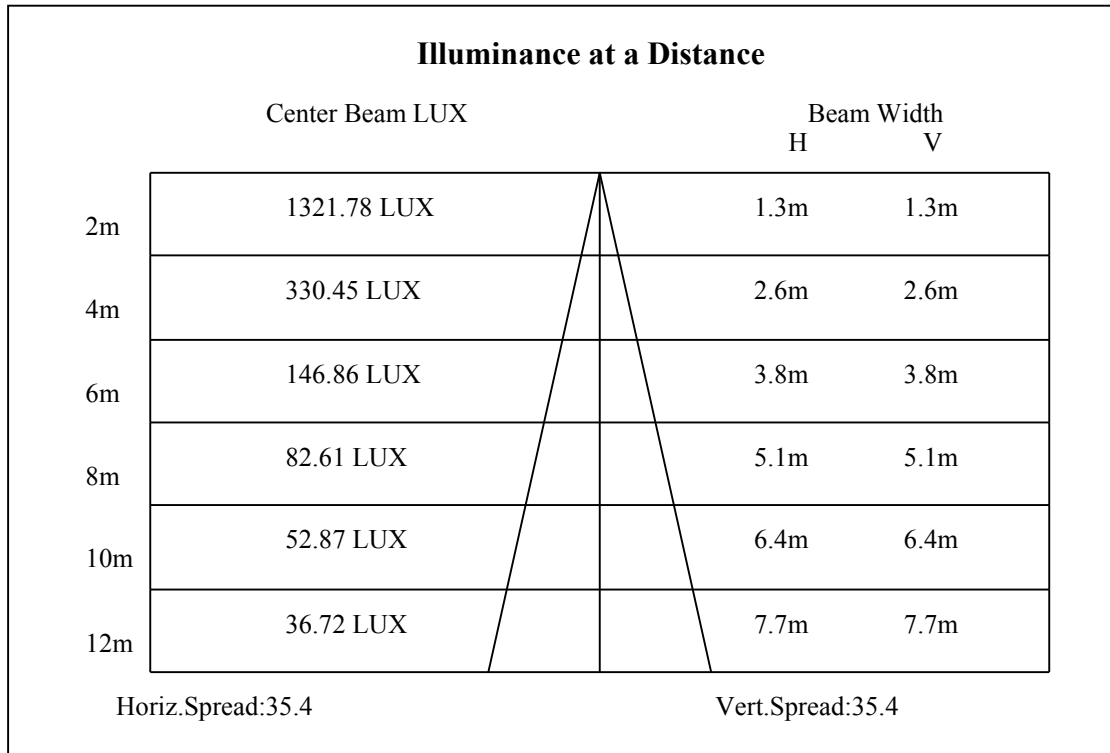 Illuminance at a Distance
Center Beam LUX Beam Width
H V
2m 1321.78 LUX 1.3m 1.3m
4m 330.45 LUX 2.6m 2.6m
6m 146.86 LUX 3.8m 3.8m
8m 82.61 LUX 5.1m 5.1m
10m 52.87 LUX 6.4m 6.4m
12m 36.72 LUX 7.7m 7.7m
Horiz.Spread:35.4 Vert.Spread:35.4